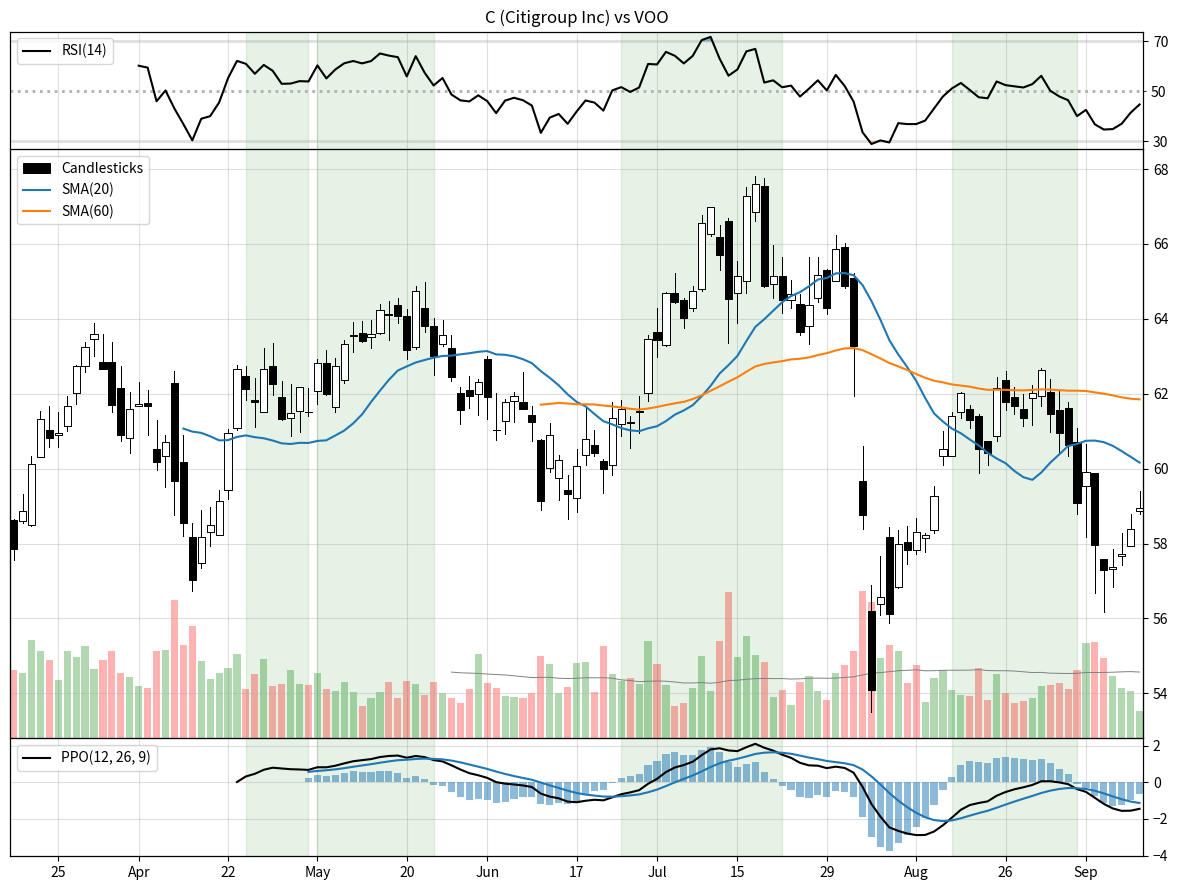 C (Citigroup Inc) vs VOO
RSI(14)
70
50
30
Candlesticks
SMA(20)
SMA(60)
68
66
64
62
60
58
56
54
PPO(12, 26, 9)
2
0
−2
−4
25 Apr 22 May 20 Jun 17 Jul 15 29 Aug 26 Sep